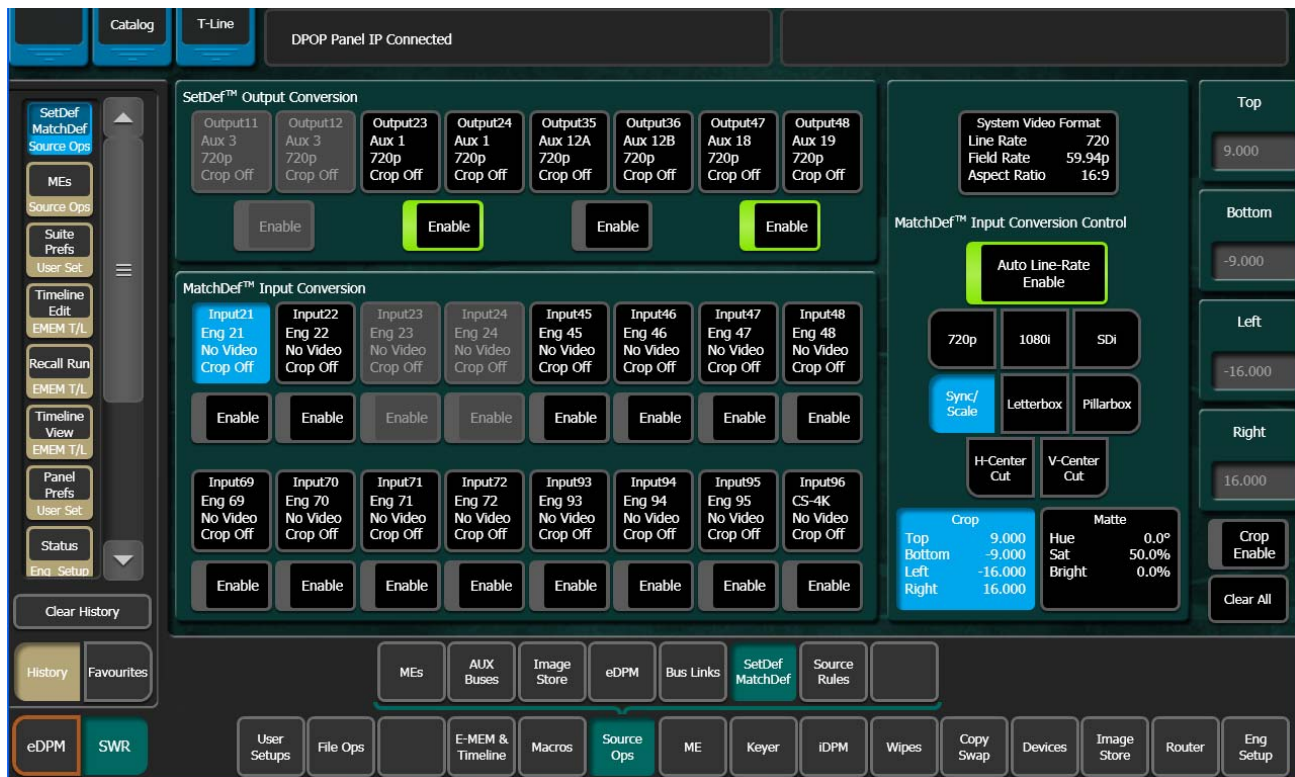 Catalog
T-Line
DPOP Panel IP Connected
SetDef
MatchDef
Source Ops
MEs
Source Ops
Suite
Prefs
User Set
Timeline
Edit
EMEM T/L
Recall Run
EMEM T/L
Timeline
View
EMEM T/L
Panel
Prefs
User Set
Status
Eng Setup
Clear History
History
Favourites
SetDef™ Output Conversion
Output11
Aux 3
720p
Crop Off
Output12
Aux 3
720p
Crop Off
Output23
Aux 1
720p
Crop Off
Output24
Aux 1
720p
Crop Off
Output35
Aux 12A
720p
Crop Off
Output36
Aux 12B
720p
Crop Off
Output47
Aux 18
720p
Crop Off
Output48
Aux 19
720p
Crop Off
Enable
Enable
Enable
Enable
MatchDef™ Input Conversion
Input21
Eng 21
No Video
Crop Off
Input22
Eng 22
No Video
Crop Off
Input23
Eng 23
No Video
Crop Off
Input24
Eng 24
No Video
Crop Off
Input45
Eng 45
No Video
Crop Off
Input46
Eng 46
No Video
Crop Off
Input47
Eng 47
No Video
Crop Off
Input48
Eng 48
No Video
Crop Off
Enable
Enable
Enable
Enable
Enable
Enable
Enable
Enable
Input69
Eng 69
No Video
Crop Off
Input70
Eng 70
No Video
Crop Off
Input71
Eng 71
No Video
Crop Off
Input72
Eng 72
No Video
Crop Off
Input93
Eng 93
No Video
Crop Off
Input94
Eng 94
No Video
Crop Off
Input95
Eng 95
No Video
Crop Off
Input96
CS-4K
No Video
Crop Off
Enable
Enable
Enable
Enable
Enable
Enable
Enable
Enable
System Video Format
Line Rate 720
Field Rate 59.94p
Aspect Ratio 16:9
MatchDef™ Input Conversion Control
Auto Line-Rate
Enable
720p
1080i
SDi
Sync/
Scale
Letterbox
Pillarbox
H-Center
Cut
V-Center
Cut
Crop
Top 9.000
Bottom -9.000
Left -16.000
Right 16.000
Matte
Hue 0.0°
Sat 50.0%
Bright 0.0%
Top
9.000
Bottom
-9.000
Left
-16.000
Right
16.000
Crop
Enable
Clear All
MEs
AUX
Buses
Image
Store
eDPM
Bus Links
SetDef
MatchDef
Source
Rules
eDPM
SWR
User
Setups
File Ops
E-MEM &
Timeline
Macros
Source
Ops
ME
Keyer
iDPM
Wipes
Copy
Swap
Devices
Image
Store
Router
Eng
Setup